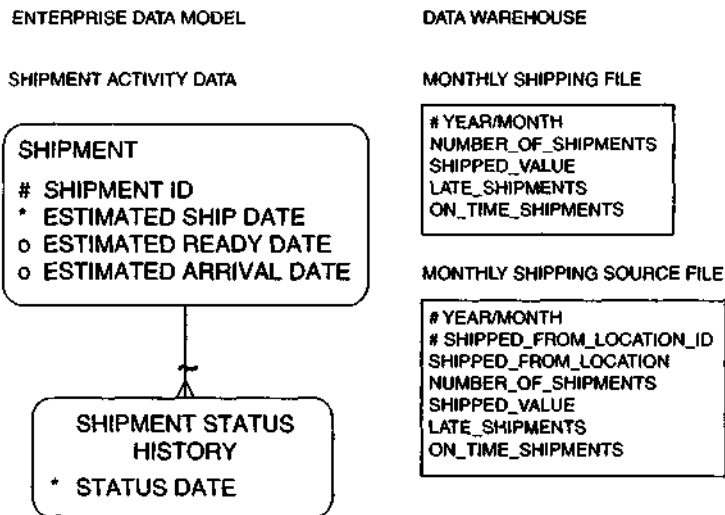 ENTERPRISE DATA MODEL
SHIPMENT ACTIVITY DATA
SHIPMENT
# SHIPMENT ID
* ESTIMATED SHIP DATE
o ESTIMATED READY DATE
o ESTIMATED ARRIVAL DATE
SHIPMENT STATUS
HISTORY
* STATUS DATE
DATA WAREHOUSE
MONTHLY SHIPPING FILE
# YEAR/MONTH
NUMBER_OF_SHIPMENTS
SHIPPED_VALUE
LATE_SHIPMENTS
ON_TIME_SHIPMENTS
MONTHLY SHIPPING SOURCE FILE
# YEAR/MONTH
# SHIPPED_FROM_LOCATION_ID
SHIPPED_FROM_LOCATION
NUMBER_OF_SHIPMENTS
SHIPPED_VALUE
LATE_SHIPMENTS
ON_TIME_SHIPMENTS